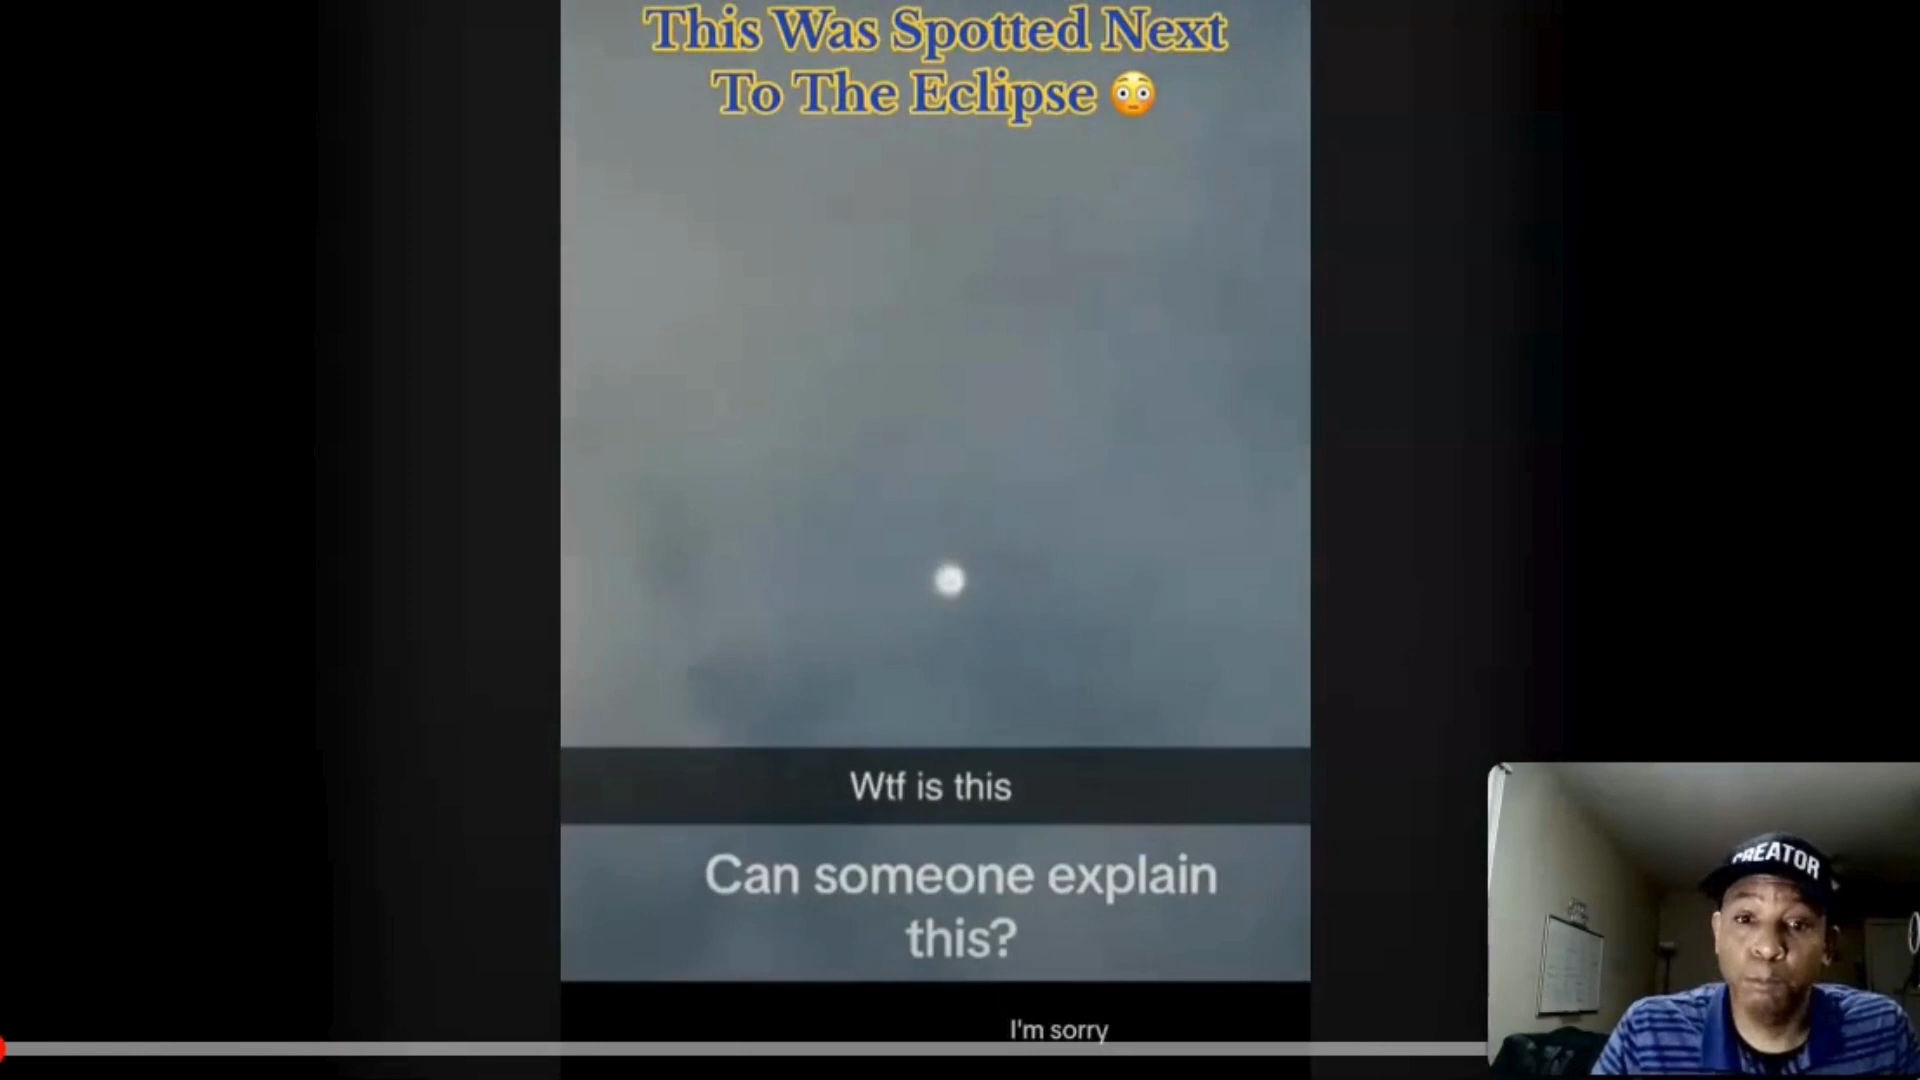 This Was Spotted Next
To The Eclipse 😳
Wtf is this
Can someone explain
this?
I'm sorry
CREATOR